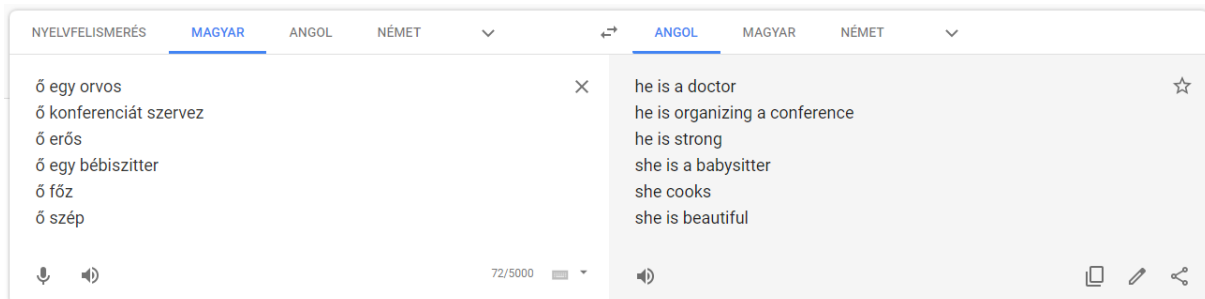 NYELVFELISMERÉS MAGYAR ANGOL NÉMET
ANGOL MAGYAR NÉMET
ő egy orvos
ő konferenciát szervez
ő erős
ő egy bébiszitter
ő főz
ő szép
72/5000
he is a doctor
he is organizing a conference
he is strong
she is a babysitter
she cooks
she is beautiful